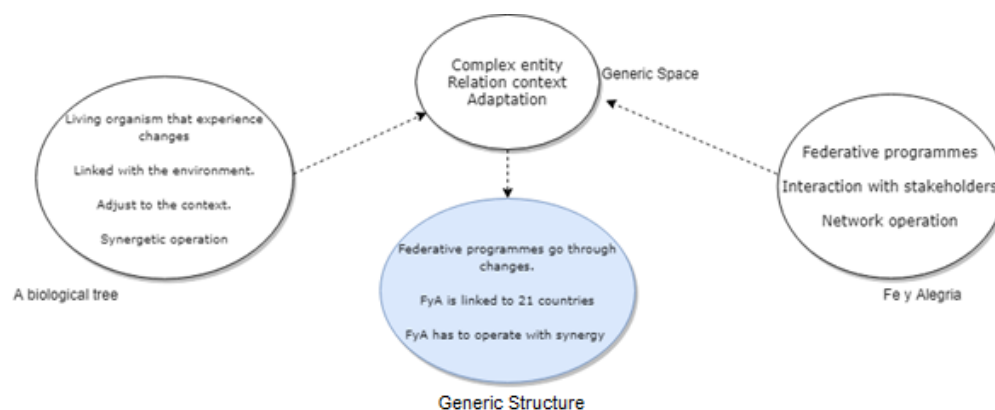 Complex entity
Relation context
Adaptation
Generic Space
Living organism that experience
changes
Linked with the environment.
Adjust to the context.
Synergetic operation
A biological tree
Federative programmes
Interaction with stakeholders
Network operation
Fe y Alegria
Federative programmes go through
changes.
FyA is linked to 21 countries
FyA has to operate with synergy
Generic Structure